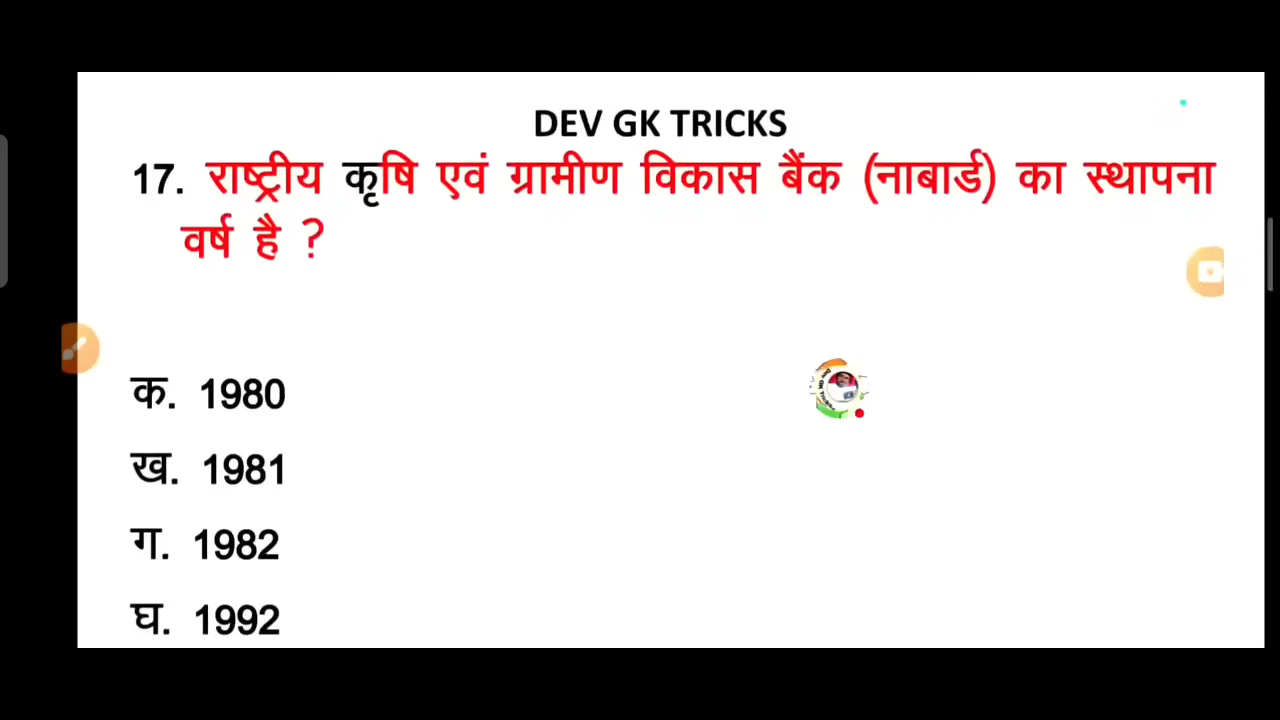 DEV GK TRICKS
17. राष्ट्रीय कृषि एवं ग्रामीण विकास बैंक (नाबार्ड) का स्थापना
वर्ष है ?
क. 1980
ख. 1981
ग. 1982
घ. 1992